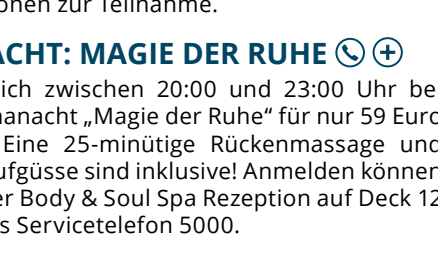 onen zur Teilnahme.
ACHT: MAGIE DER RUHE
ich zwischen 20:00 und 23:00 Uhr be
anacht „Magie der Ruhe“ für nur 59 Euro
Eine 25-minütige Rückenmassage und
ufgüsse sind inklusive! Anmelden können
er Body & Soul Spa Rezeption auf Deck 12
s Servicetelefon 5000.